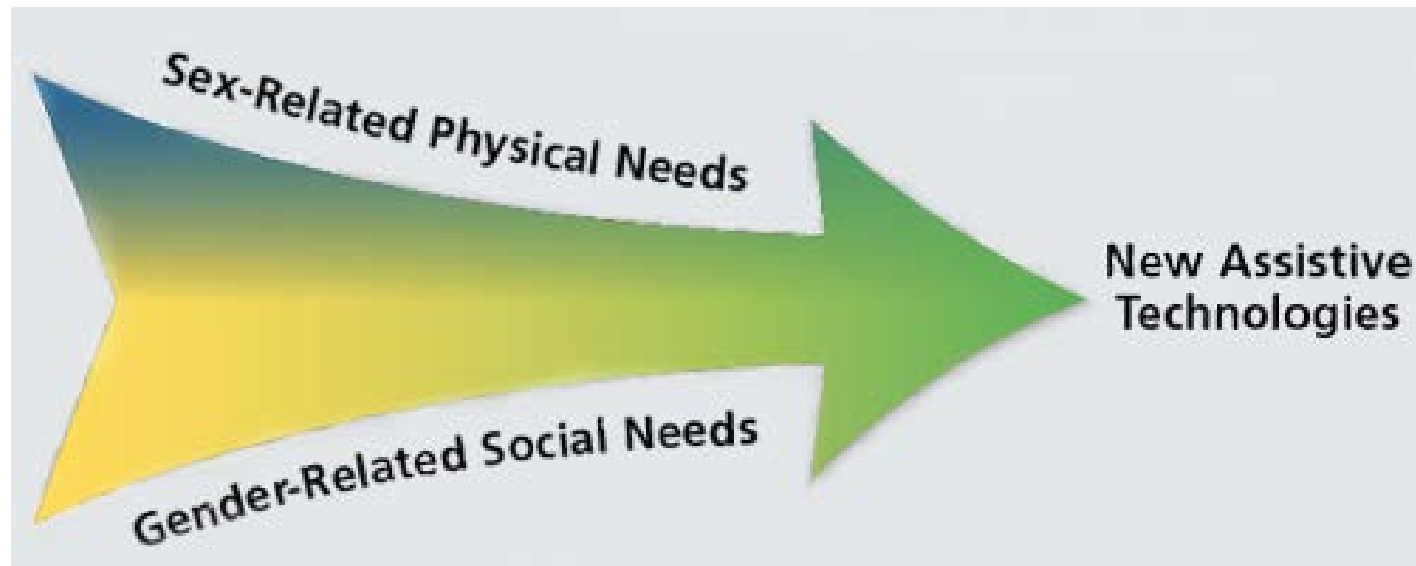 Sex-Related Physical Needs
New Assistive
Technologies
Gender-Related Social Needs